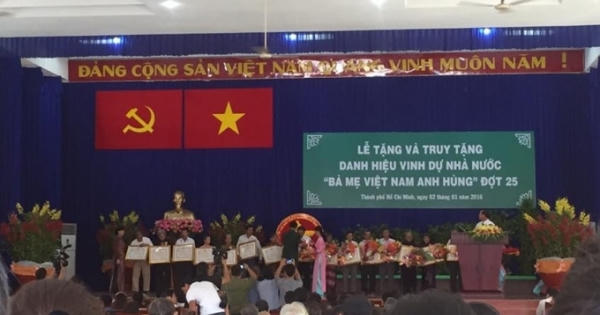 ĐẢNG CỘNG SẢN VIỆT NAM QUANG VINH MUÔN NĂM
LỄ TẶNG VÀ TRUY TẶNG
DANH HIỆU VINH DỰ NHÀ NƯỚC
"BÀ MẸ VIỆT NAM ANH HÙNG" ĐỢT 25
Thành phố Hồ Chí Minh, ngày 02 tháng 01 năm 2016